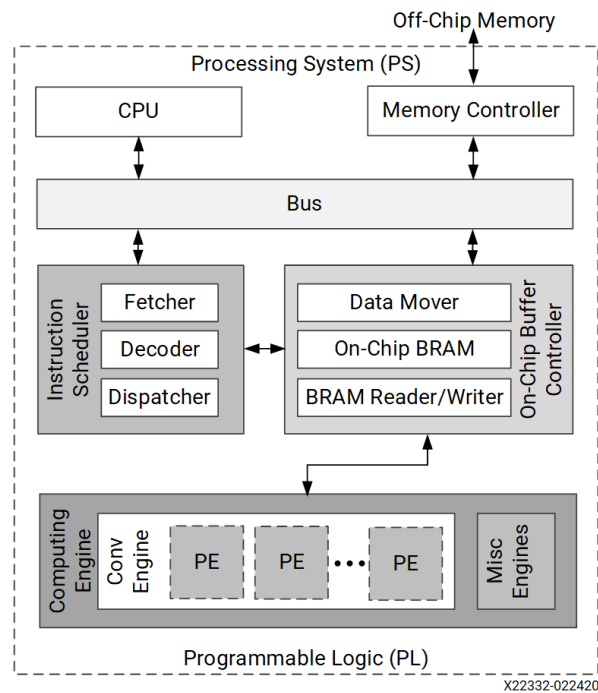 Off-Chip Memory
Processing System (PS)
CPU
Memory Controller
Bus
Instruction
Scheduler
Fetcher
Decoder
Dispatcher
Data Mover
On-Chip BRAM
BRAM Reader/Writer
On-Chip Buffer
Controller
Computing
Engine
Conv
Engine
PE
PE
PE
Misc
Engines
Programmable Logic (PL)
X22332-022420